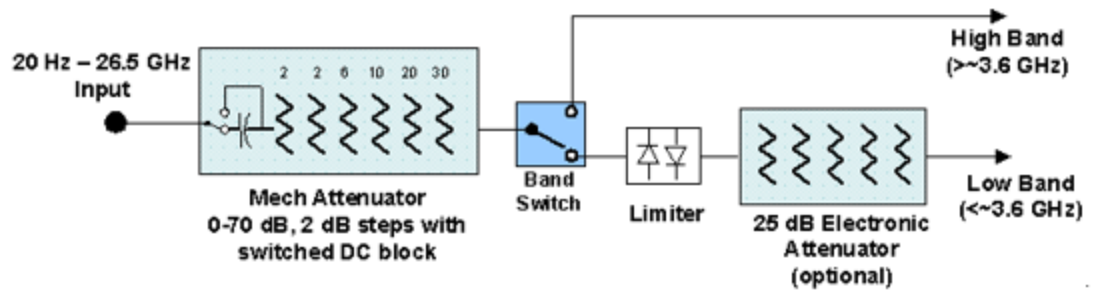 20 Hz – 26.5 GHz
Input
2 2 6 10 20 30
Mech Attenuator
0-70 dB, 2 dB steps with
switched DC block
Band
Switch
Limiter
25 dB Electronic
Attenuator
(optional)
High Band
(>~3.6 GHz)
Low Band
(<~3.6 GHz)